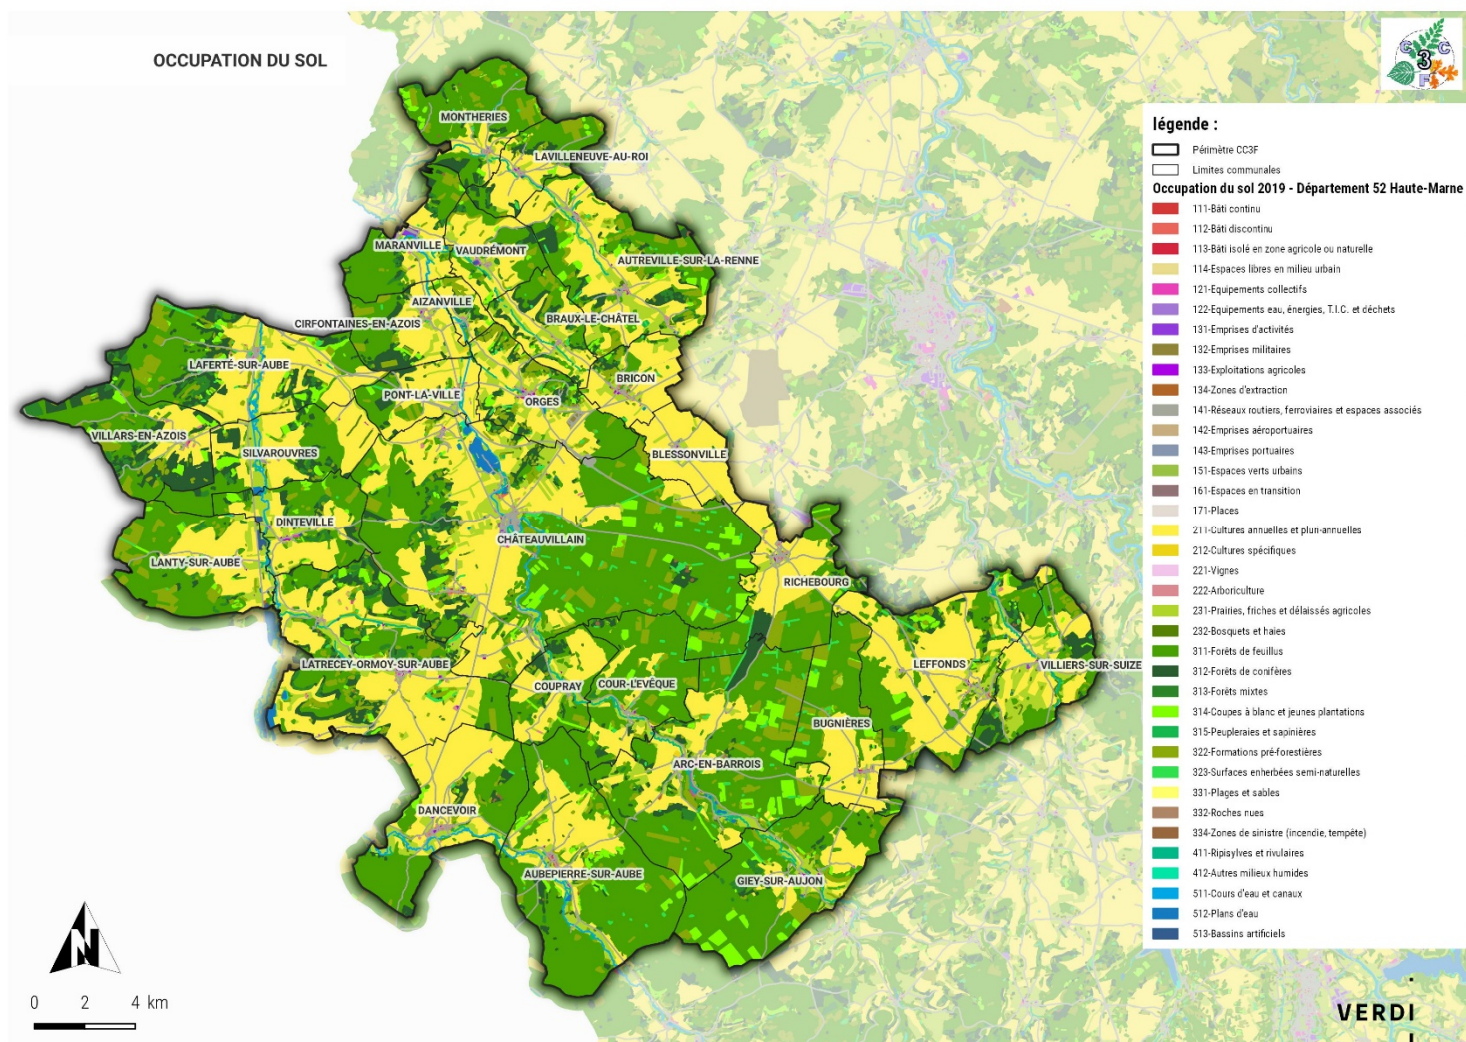 OCCUPATION DU SOL
C
C
3
F
légende :
Périmètre CC3F
Limites communales
Occupation du sol 2019 - Département 52 Haute-Marne
111-Bâti continu
112-Bâti discontinu
113-Bâti isolé en zone agricole ou naturelle
114-Espaces libres en milieu urbain
121-Equipements collectifs
122-Equipements eau, énergies, T.I.C. et déchets
131-Emprises d'activités
132-Emprises militaires
133-Exploitations agricoles
134-Zones d'extraction
141-Réseaux routiers, ferroviaires et espaces associés
142-Emprises aéroportuaires
143-Emprises portuaires
151-Espaces verts urbains
161-Espaces en transition
171-Places
211-Cultures annuelles et pluri-annuelles
212-Cultures spécifiques
221-Vignes
222-Arboriculture
231-Prairies, friches et délaissés agricoles
232-Bosquets et haies
311-Forêts de feuillus
312-Forêts de conifères
313-Forêts mixtes
314-Coupes à blanc et jeunes plantations
315-Peupleraies et sapinières
322-Formations pré-forestières
323-Surfaces enherbées semi-naturelles
331-Plages et sables
332-Roches nues
334-Zones de sinistre (incendie, tempête)
411-Ripisylves et rivulaires
412-Autres milieux humides
511-Cours d'eau et canaux
512-Plans d'eau
513-Bassins artificiels
MONTHERIES
LAVILLENEUVE-AU-ROI
MARANVILLE
VAUDRÉMONT
AUTREVILLE-SUR-LA-RENNE
AIZANVILLE
CIRFONTAINES-EN-AZOIS
BRAUX-LE-CHÂTEL
LAFERTÉ-SUR-AUBE
BRICON
PONT-LA-VILLE
ORGES
VILLARS-EN-AZOIS
SILVAROUVRES
BLESSONVILLE
DINTEVILLE
CHÂTEAUVILLAIN
LANTY-SUR-AUBE
RICHEBOURG
LATRECEY-ORMOY-SUR-AUBE
LEFFONDS
VILLIERS-SUR-SUIZE
COUPRAY
COUR-L'EVÊQUE
BUGNIÈRES
ARC-EN-BARROIS
DANCEVOIR
AUBEPIERRE-SUR-AUBE
GIEY-SUR-AUJON
N
0 2 4 km
VERDI